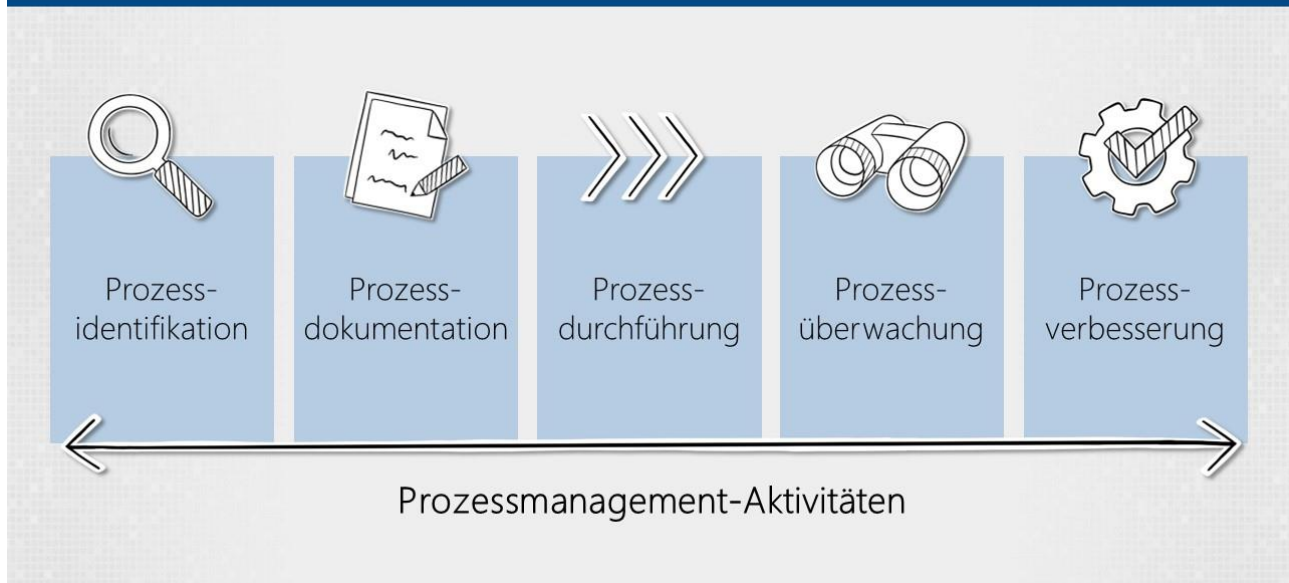 Prozess-
identifikation
Prozess-
dokumentation
Prozess-
durchführung
Prozess-
überwachung
Prozess-
verbesserung
Prozessmanagement-Aktivitäten